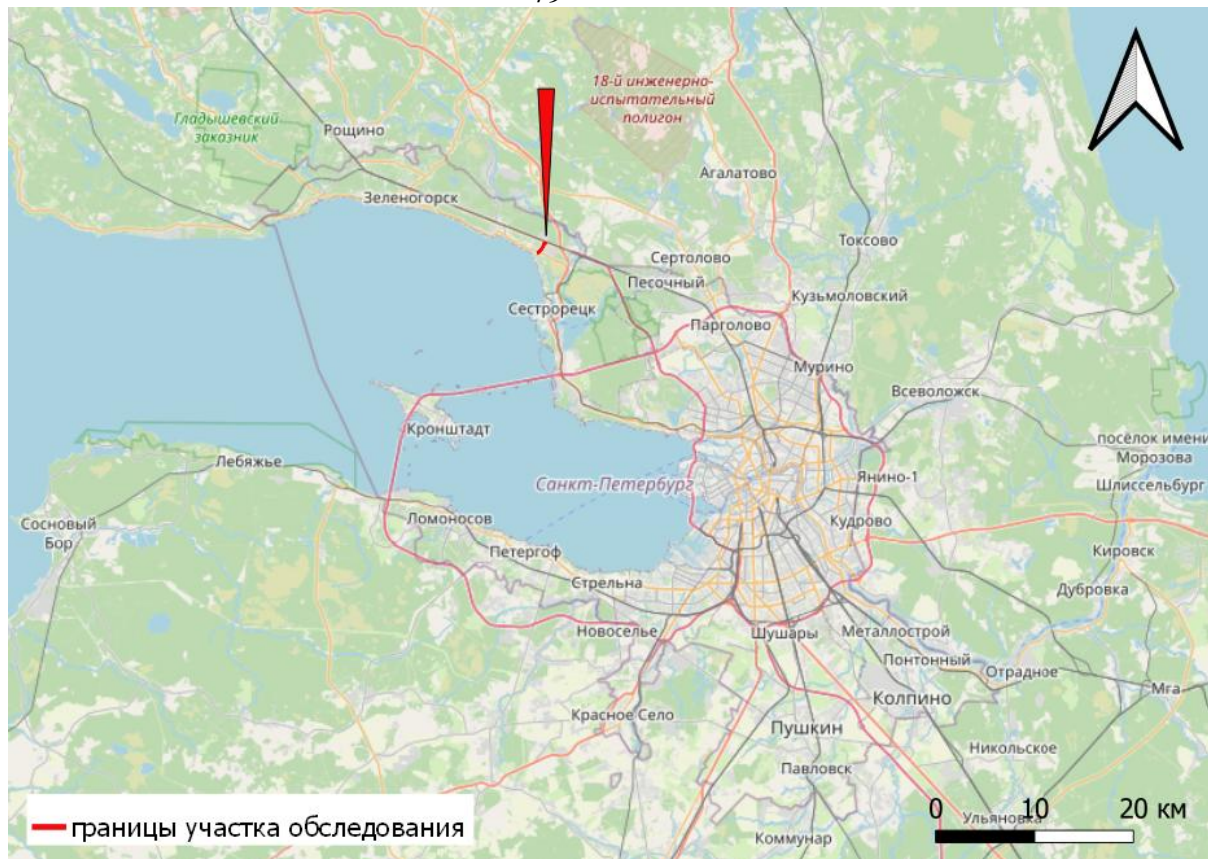 18-й инженерно-
испытательный
полигон
Гладышевский
заказник
Рощино
Агалатово
Зеленогорск
Токсово
Сертолово
Песочный
Сестрорецк
Кузьмоловский
Парголово
Мурино
Всеволожск
Кронштадт
посёлок имени
Морозова
Лебяжье
Янино-1
Санкт-Петербург
Шлиссельбург
Сосновый
Бор
Ломоносов
Кудрово
Петергоф
Кировск
Стрельна
Дубровка
Новоселье
Шушары
Металлострой
Понтонный
Отрадное
Мга
Колпино
Красное Село
Пушкин
Никольское
Павловск
0 10 20 км
Ульяновка
границы участка обследования
Коммунар